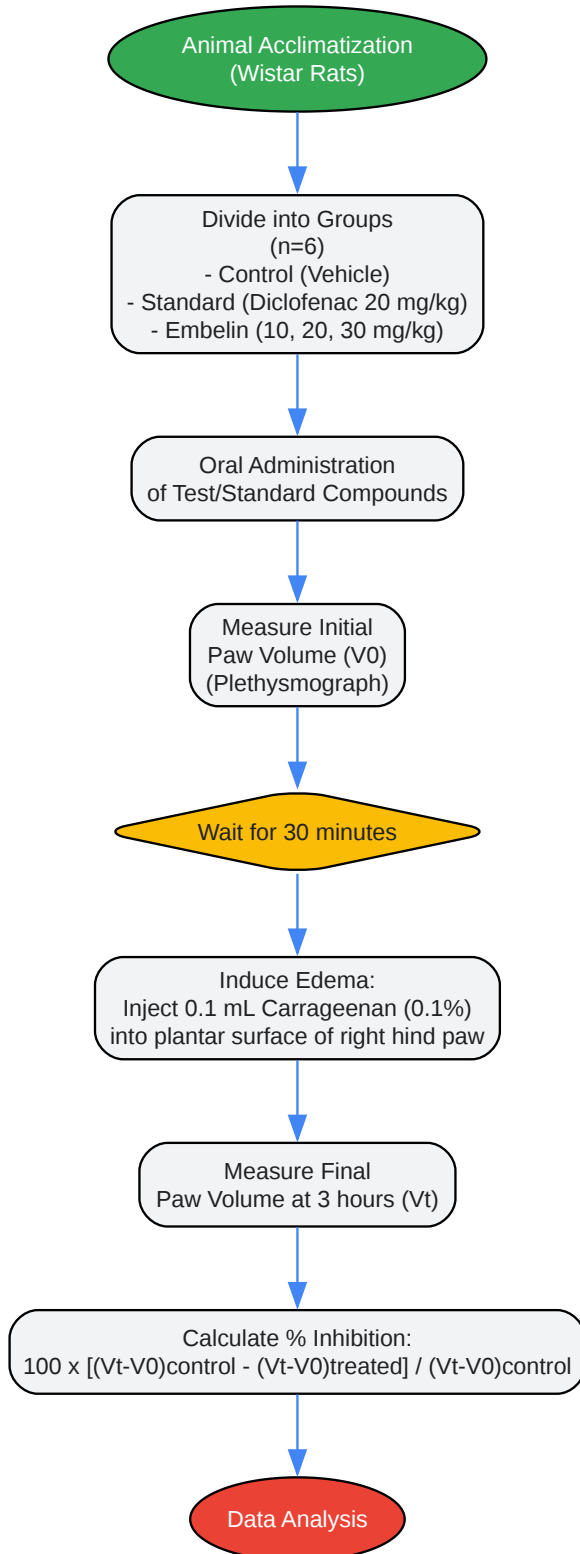 Animal Acclimatization
(Wistar Rats)
Divide into Groups
(n=6)
- Control (Vehicle)
- Standard (Diclofenac 20 mg/kg)
- Embelin (10, 20, 30 mg/kg)
Oral Administration
of Test/Standard Compounds
Measure Initial
Paw Volume (V0)
(Plethysmograph)
Wait for 30 minutes
Induce Edema:
Inject 0.1 mL Carrageenan (0.1%)
into plantar surface of right hind paw
Measure Final
Paw Volume at 3 hours (Vt)
Calculate % Inhibition:
100 x [(Vt-V0)control - (Vt-V0)treated] / (Vt-V0)control
Data Analysis